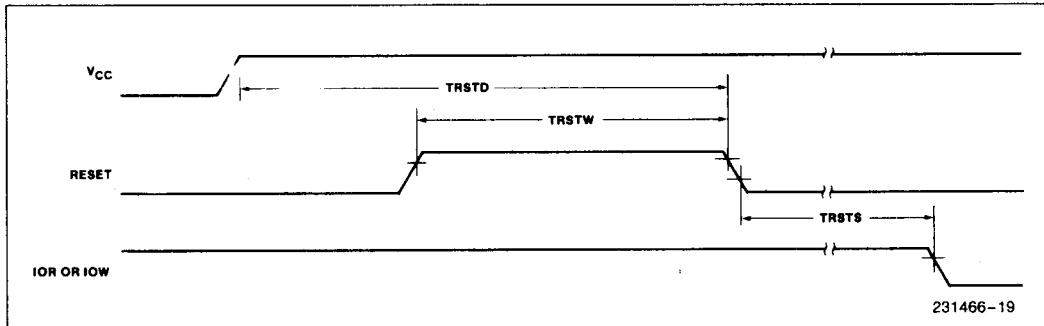 VCC
TRSTD
TRSTW
RESET
TRSTS
IOR OR IOW
231466-19